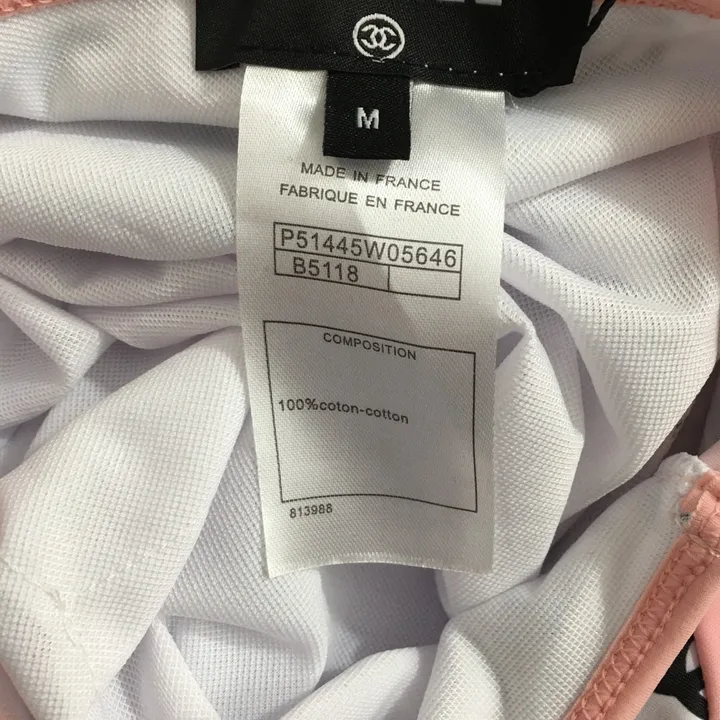 M
MADE IN FRANCE
FABRIQUE EN FRANCE
P51445W05646
B5118
COMPOSITION
100%coton-cotton
813988